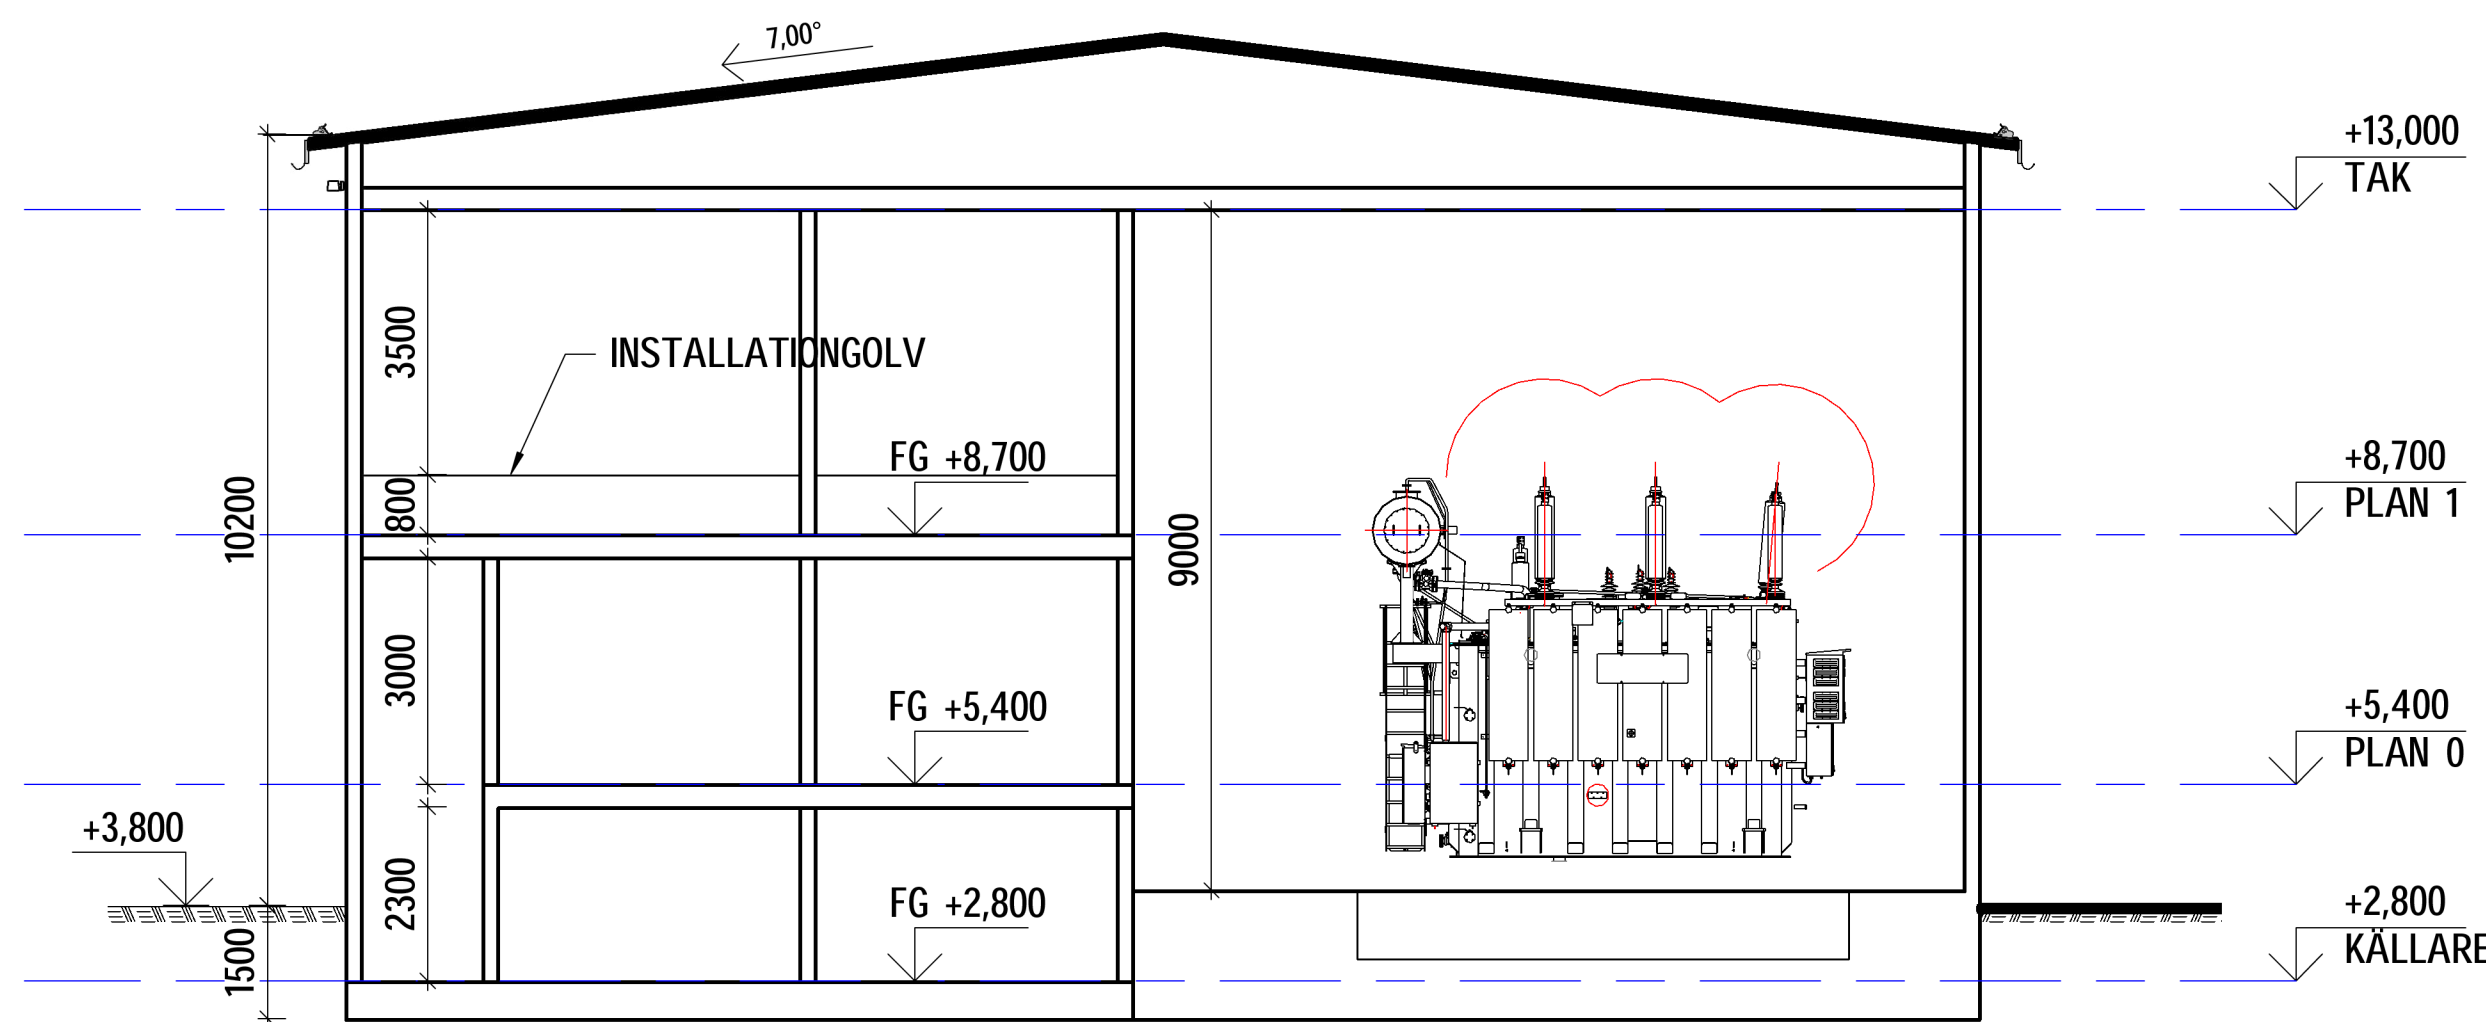 7,00°
+13,000
TAK
3500
INSTALLATIONGOLV
FG +8,700
+8,700
PLAN 1
800
10200
9000
3000
FG +5,400
+5,400
PLAN 0
+3,800
2300
FG +2,800
+2,800
KÄLLARE
1500